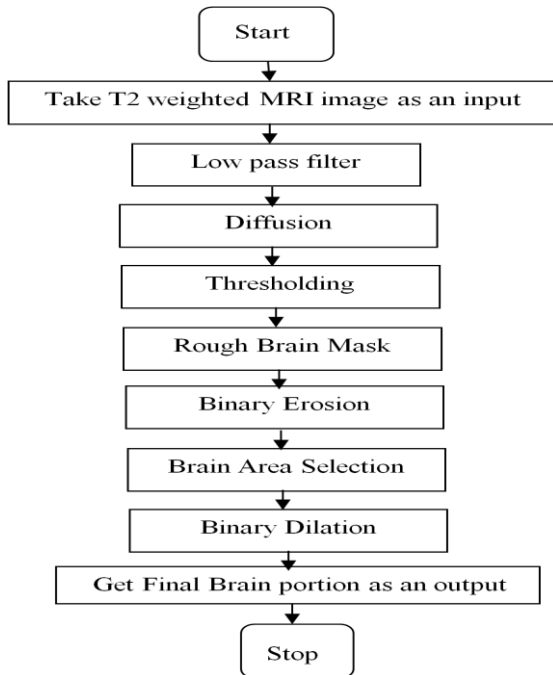 Start
Take T2 weighted MRI image as an input
Low pass filter
Diffusion
Thresholding
Rough Brain Mask
Binary Erosion
Brain Area Selection
Binary Dilation
Get Final Brain portion as an output
Stop